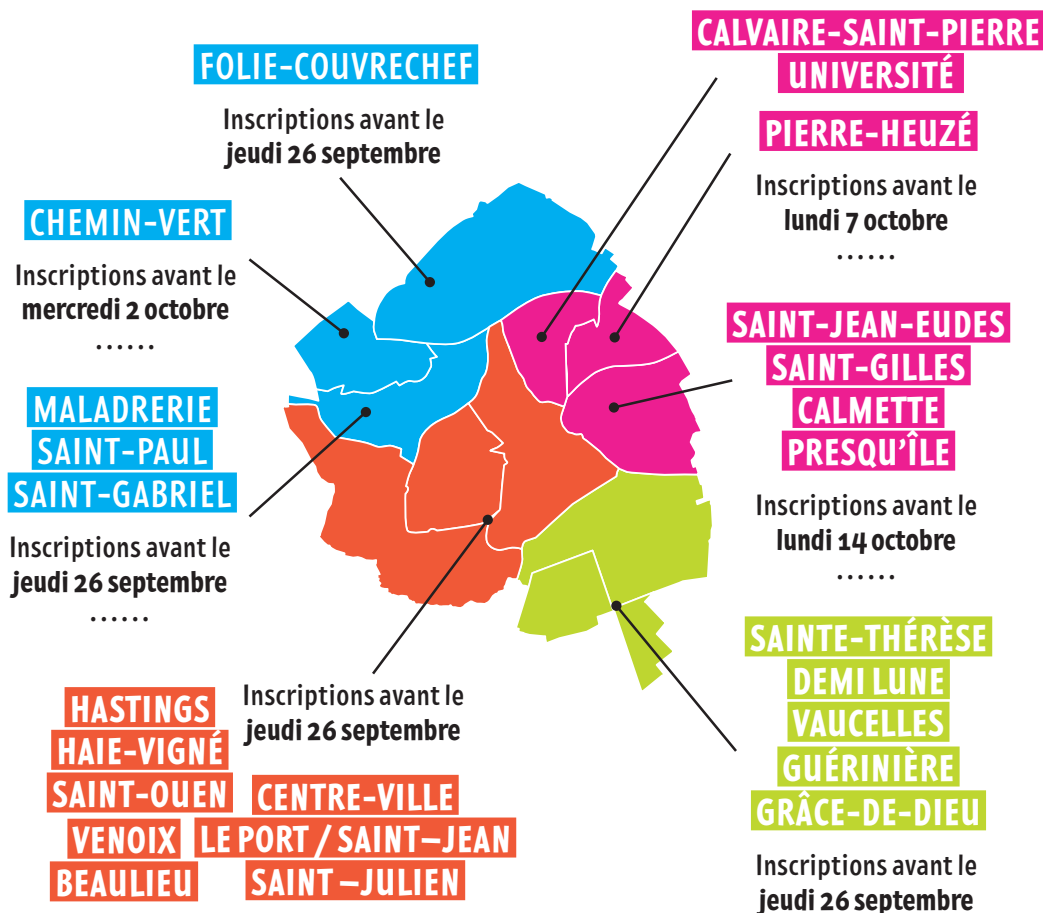 FOLIE-COUVRECHEF
Inscriptions avant le
jeudi 26 septembre
CHEMIN-VERT
Inscriptions avant le
mercredi 2 octobre
......
MALADRERIE
SAINT-PAUL
SAINT-GABRIEL
Inscriptions avant le
jeudi 26 septembre
......
CALVAIRE-SAINT-PIERRE
UNIVERSITÉ
PIERRE-HEUZÉ
Inscriptions avant le
lundi 7 octobre
......
SAINT-JEAN-EUDES
SAINT-GILLES
CALMETTE
PRESQU’ÎLE
Inscriptions avant le
lundi 14 octobre
......
SAINTE-THÉRÈSE
DEMI LUNE
VAUCELLES
GUÉRINIÈRE
GRÂCE-DE-DIEU
Inscriptions avant le
jeudi 26 septembre
Inscriptions avant le
jeudi 26 septembre
HASTINGS
HAIE-VIGNÉ
SAINT-OUEN
VENOIX
BEAULIEU
CENTRE-VILLE
LE PORT / SAINT–JEAN
SAINT –JULIEN